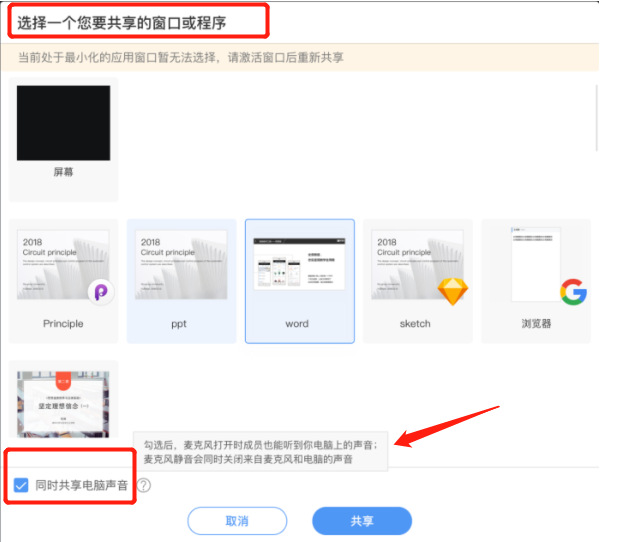 选择一个您要共享的窗口或程序
当前处于最小化的应用窗口暂无法选择，请激活窗口后重新共享
屏幕
2018
Circuit principle
2018
Circuit principle
2018
Circuit principle
Principle
ppt
word
sketch
浏览器
坚定理想信念
勾选后，麦克风打开时成员也能听到你电脑上的声音；
麦克风静音会同时关闭来自麦克风和电脑的声音
同时共享电脑声音 ?
取消
共享